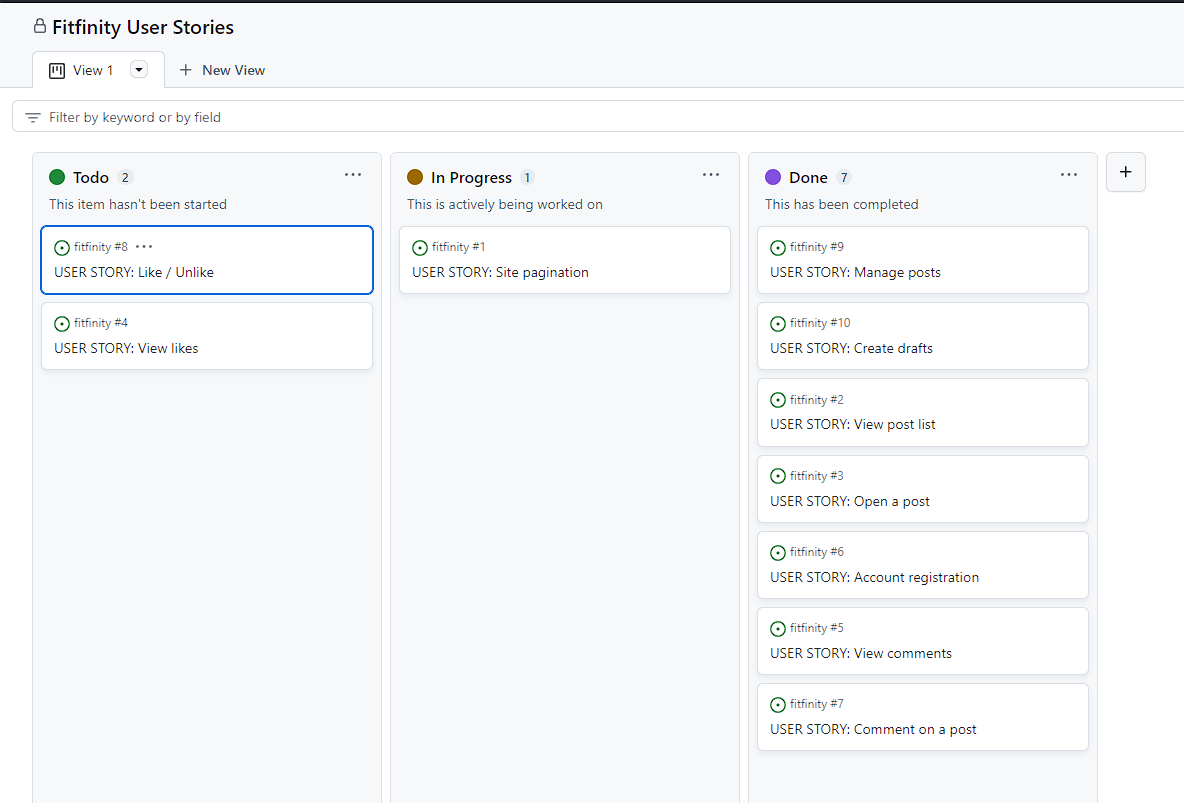 Fitfinity User Stories
View 1
New View
Filter by keyword or by field
Todo 2
This item hasn't been started
fitfinity #8 ···
USER STORY: Like / Unlike
fitfinity #4
USER STORY: View likes
In Progress 1
This is actively being worked on
fitfinity #1
USER STORY: Site pagination
Done 7
This has been completed
fitfinity #9
USER STORY: Manage posts
fitfinity #10
USER STORY: Create drafts
fitfinity #2
USER STORY: View post list
fitfinity #3
USER STORY: Open a post
fitfinity #6
USER STORY: Account registration
fitfinity #5
USER STORY: View comments
fitfinity #7
USER STORY: Comment on a post